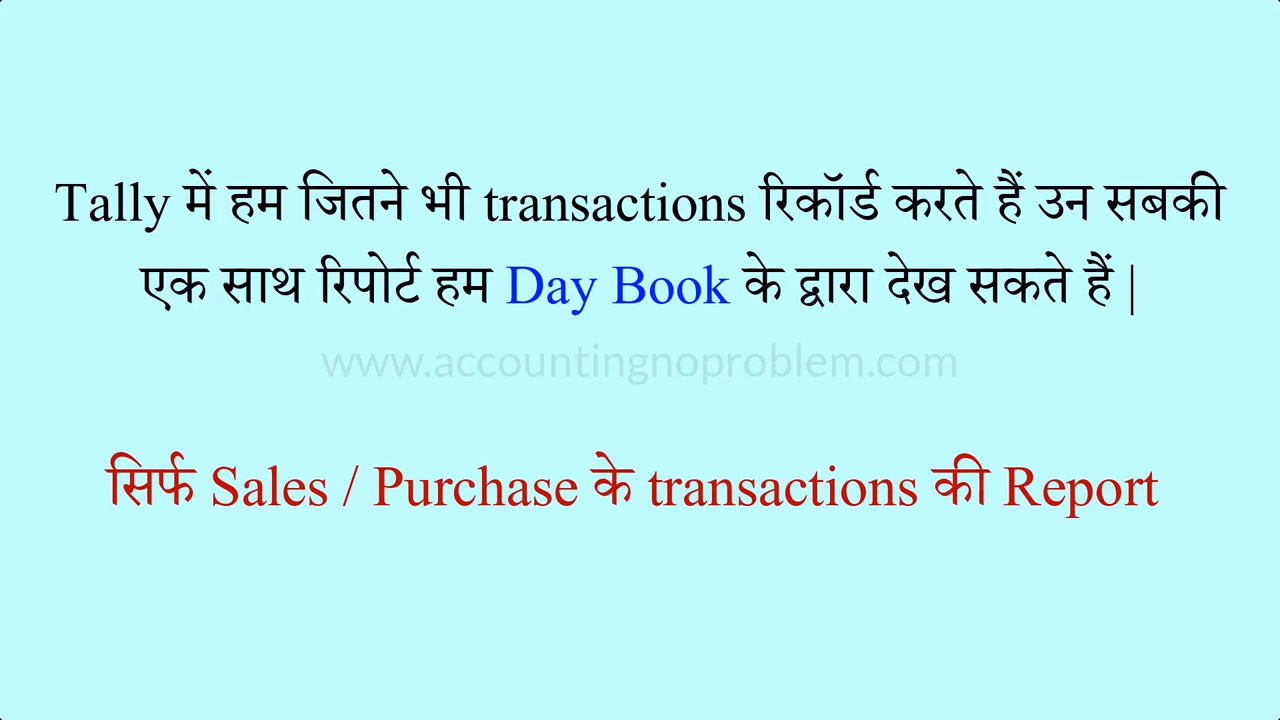 Tally में हम जितने भी transactions रिकॉर्ड करते हैं उन सबकी
एक साथ रिपोर्ट हम Day Book के द्वारा देख सकते हैं |
www.accountingnoproblem.com
सिर्फ Sales / Purchase के transactions की Report